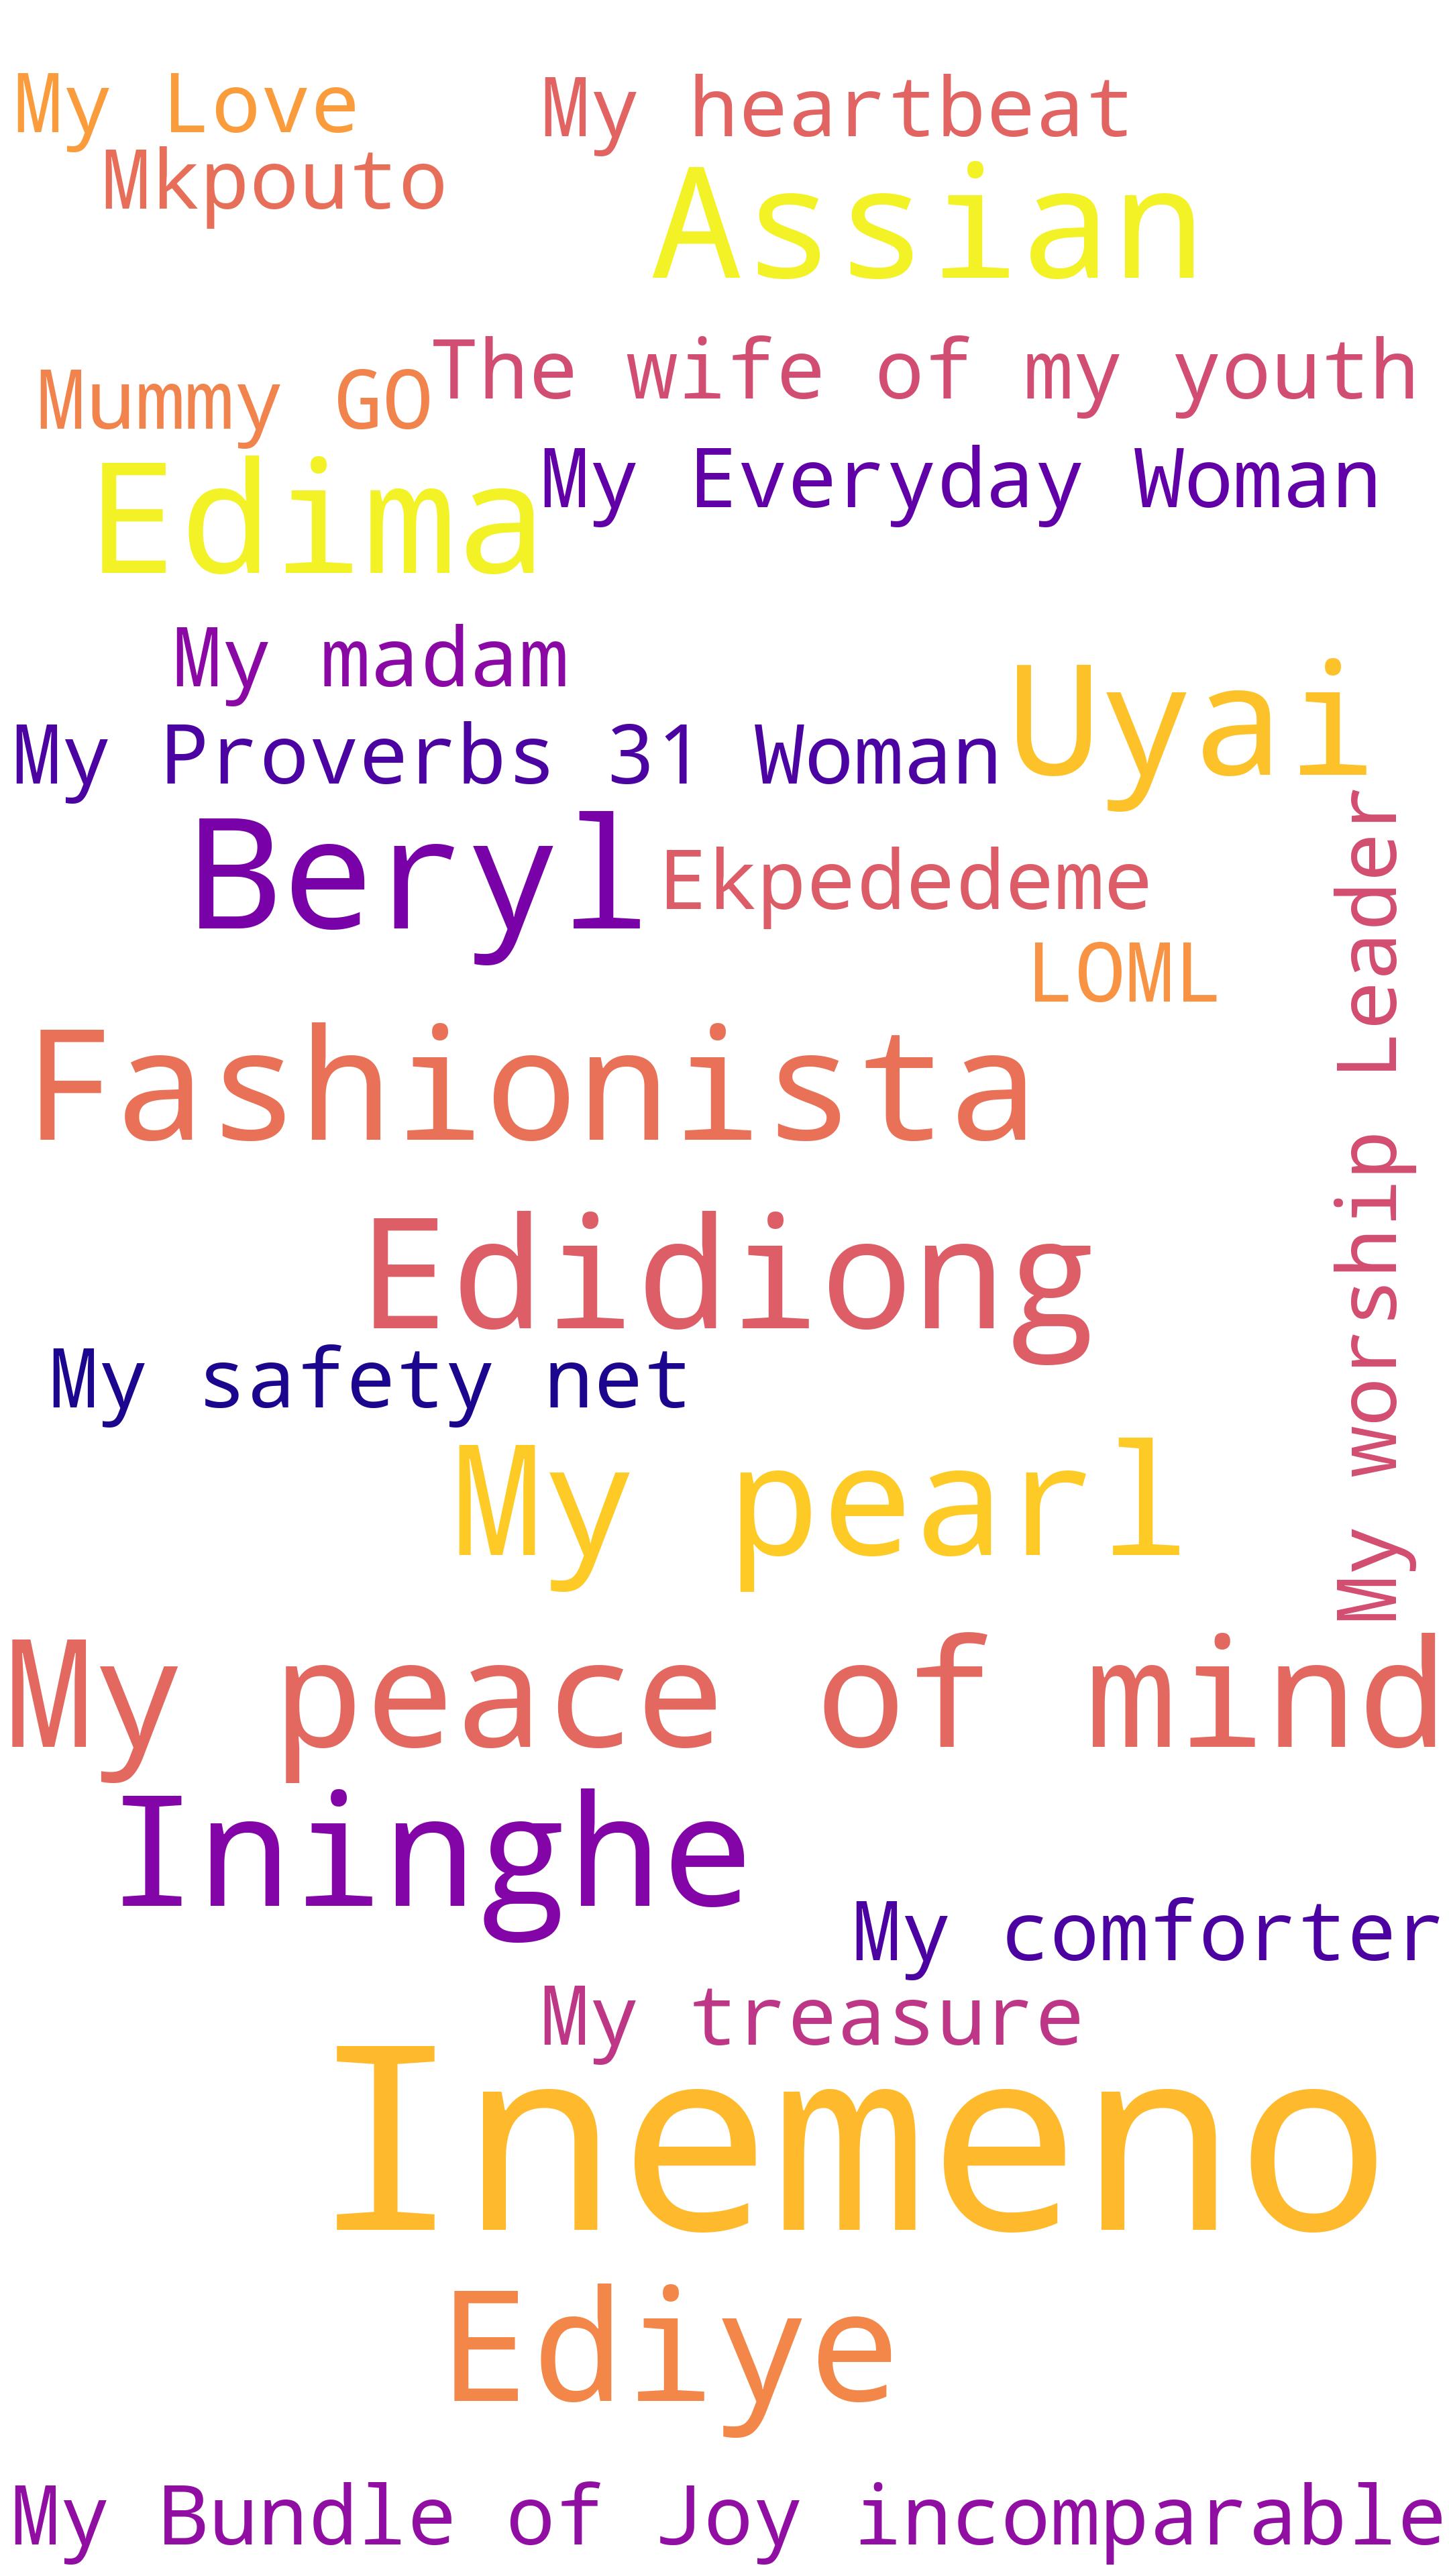 My Love
My heartbeat
Mkpouto
Assian
The wife of my youth
Mummy GO
My Everyday Woman
Edima
My madam
Uyai
My Proverbs 31 Woman
Beryl
Ekpededeme
LOML
My worship Leader
Fashionista
Edidiong
My safety net
My pearl
My peace of mind
Ininghe
My comforter
My treasure
Inemeno
Ediye
My Bundle of Joy incomparable